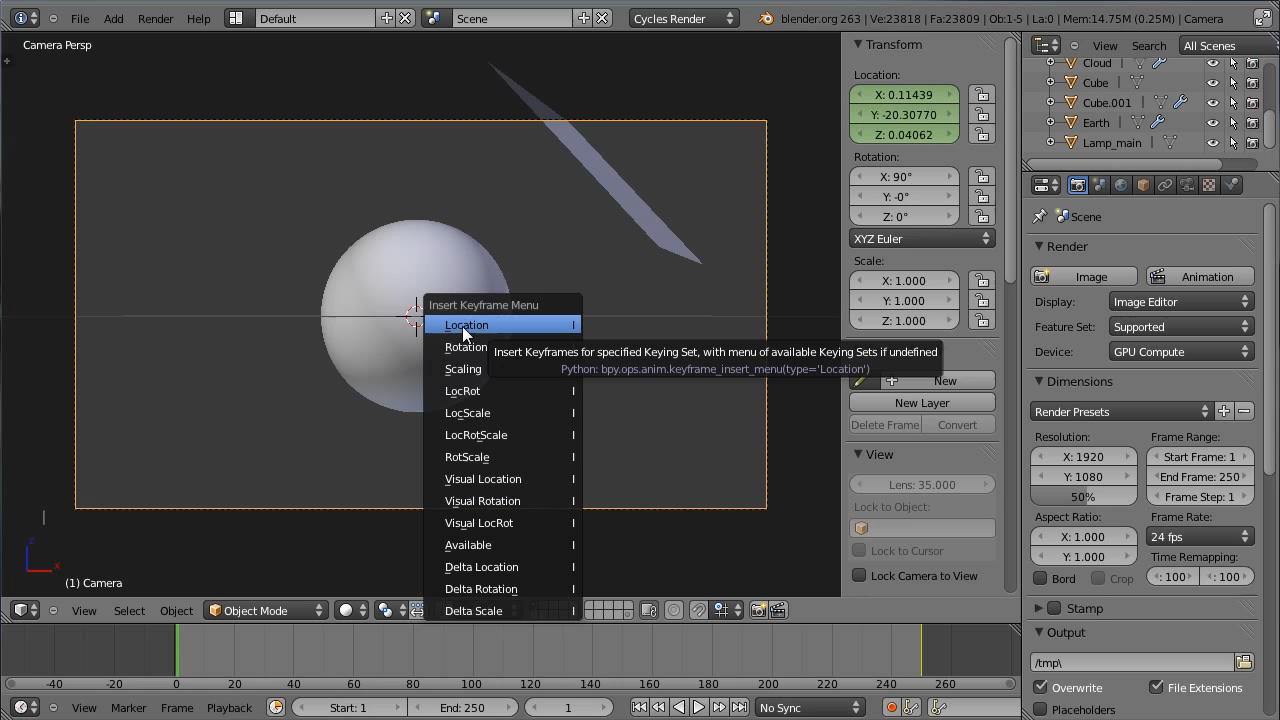 File Add Render Help Default Scene Cycles Render blender.org 263 | Ve:23818 | Fa:23809 | Ob:1-5 | La:0 | Mem:14.75M (0.25M) | Camera
Camera Persp
(1) Camera
Insert Keyframe Menu
Location I
Rotation
Scaling
LocRot I
LocScale I
LocRotScale I
RotScale I
Visual Location I
Visual Rotation I
Visual LocRot I
Available I
Delta Location I
Delta Rotation I
Delta Scale I
Insert Keyframes for specified Keying Set, with menu of available Keying Sets if undefined
Python: bpy.ops.anim.keyframe_insert_menu(type='Location')
Transform
Location:
X: 0.11439
Y: -20.30770
Z: 0.04062
Rotation:
X: 90°
Y: -0°
Z: 0°
XYZ Euler
Scale:
X: 1.000
Y: 1.000
Z: 1.000
New
New Layer
Delete Frame Convert
View
Lens: 35.000
Lock to Object:
Lock to Cursor
Lock Camera to View
View Search All Scenes
Cloud
Cube
Cube.001
Earth
Lamp_main
Scene
Render
Image Animation
Display: Image Editor
Feature Set: Supported
Device: GPU Compute
Dimensions
Render Presets
Resolution: Frame Range:
X: 1920 Start Frame: 1
Y: 1080 End Frame: 250
50% Frame Step: 1
Aspect Ratio: Frame Rate:
X: 1.000 24 fps
Y: 1.000 Time Remapping:
Bord Crop : 100 : 100
Stamp
Output
/tmp\
Overwrite File Extensions
Placeholders
View Select Object Object Mode
z
x
-40 -20 0 20 40 60 80 100 120 140 160 180 200 220 240 260
View Marker Frame Playback Start: 1 End: 250 1 No Sync